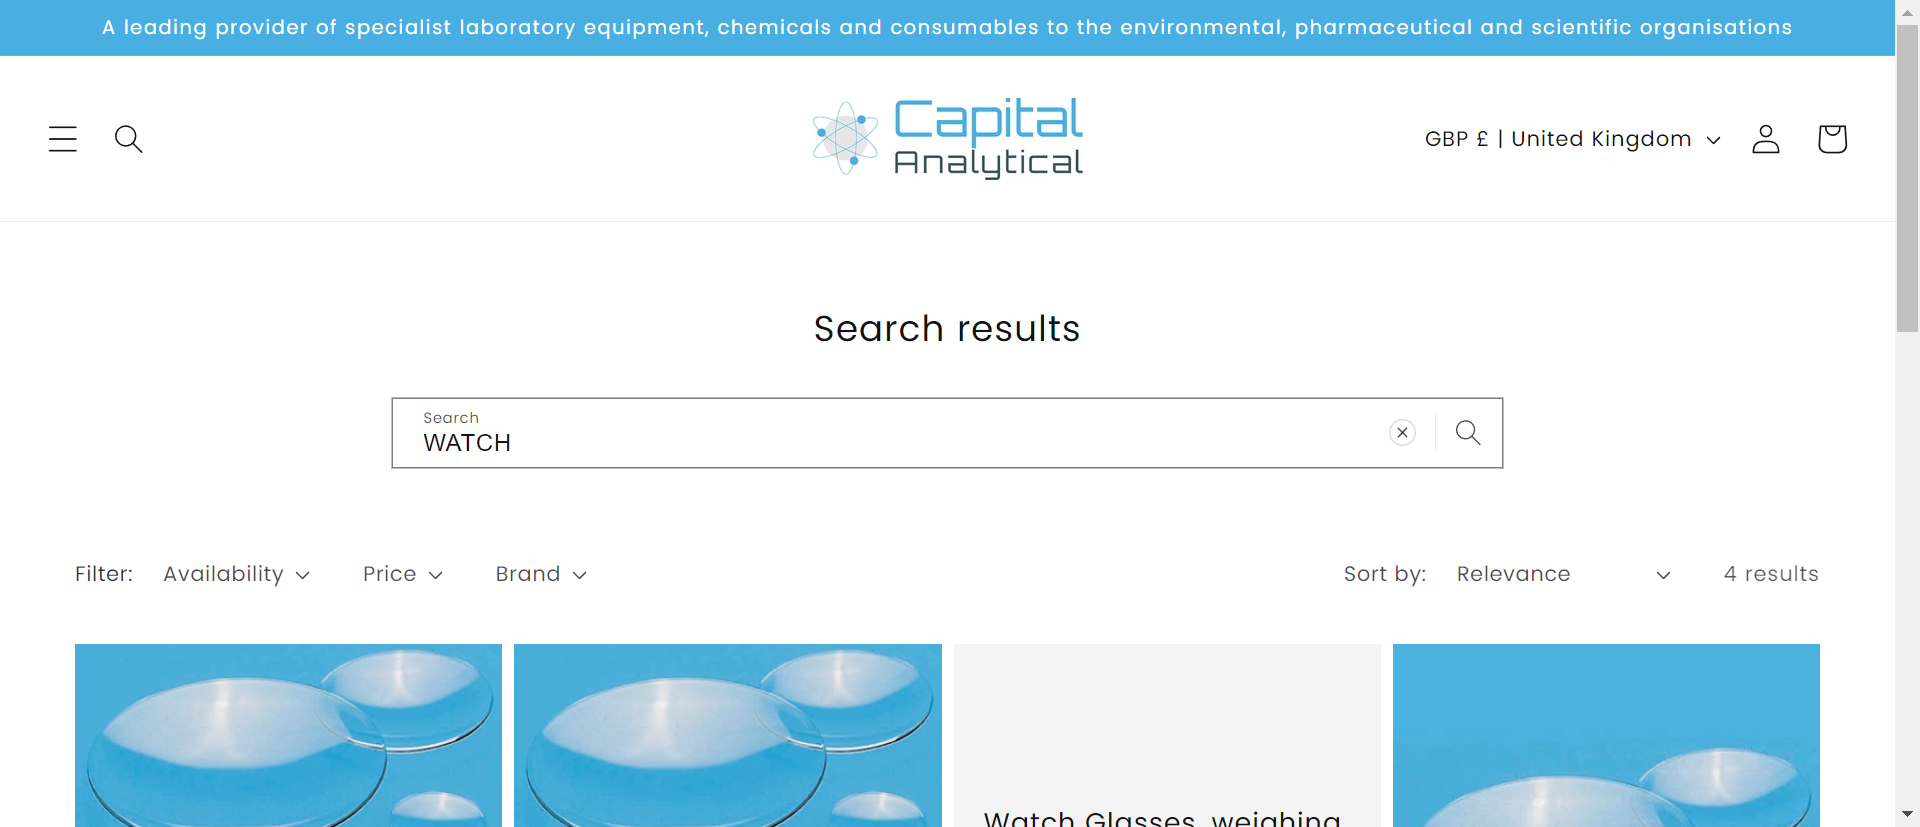 A leading provider of specialist laboratory equipment, chemicals and consumables to the environmental, pharmaceutical and scientific organisations
Capital
Analytical
GBP £ | United Kingdom
Search results
Search
WATCH
Filter: Availability Price Brand Sort by: Relevance 4 results
Watch Glasses, weighing